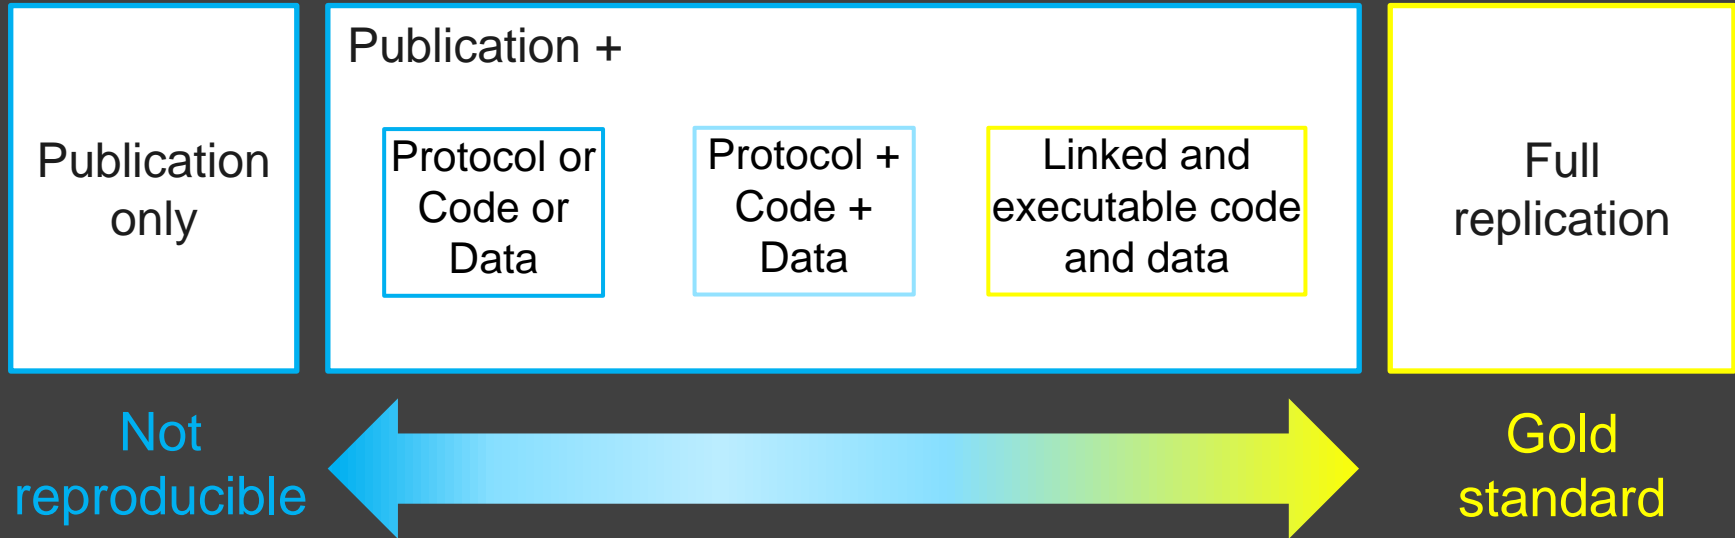 Publication
only
Publication +
Protocol or
Code or
Data
Protocol +
Code +
Data
Linked and
executable code
and data
Full
replication
Not
reproducible
Gold
standard